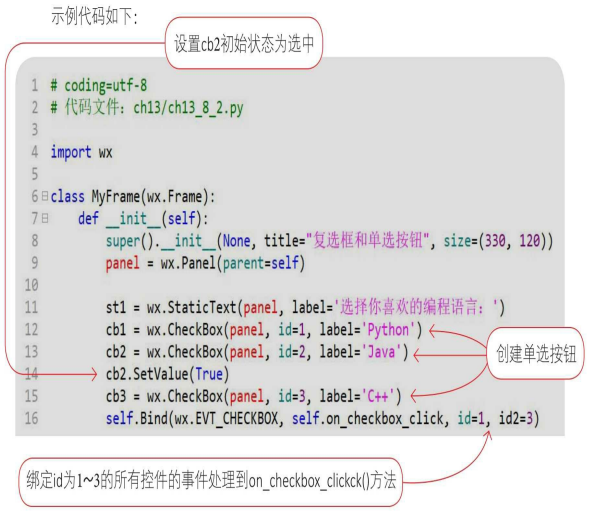 示例代码如下：
设置cb2初始状态为选中
1 # coding=utf-8
2 # 代码文件：ch13/ch13_8_2.py
3
4 import wx
5
6 class MyFrame(wx.Frame):
7 def __init__(self):
8 super().__init__(None, title="复选框和单选按钮", size=(330, 120))
9 panel = wx.Panel(parent=self)
10
11 st1 = wx.StaticText(panel, label='选择你喜欢的编程语言：')
12 cb1 = wx.CheckBox(panel, id=1, label='Python')
13 cb2 = wx.CheckBox(panel, id=2, label='Java')
创建单选按钮
14 cb2.SetValue(True)
15 cb3 = wx.CheckBox(panel, id=3, label='C++')
16 self.Bind(wx.EVT_CHECKBOX, self.on_checkbox_click, id=1, id2=3)
绑定id为1~3的所有控件的事件处理到on_checkbox_clickck()方法